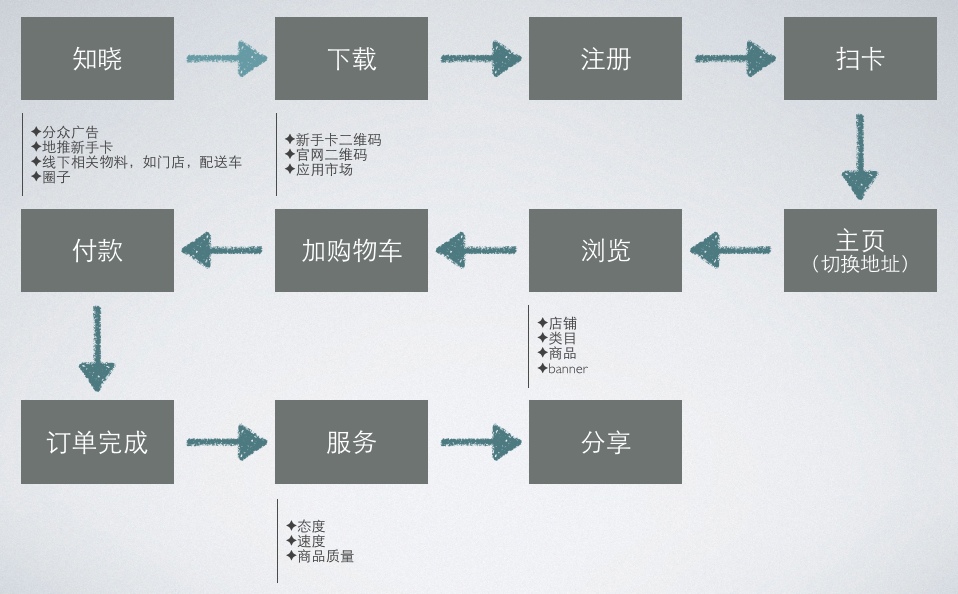 知晓
下载
注册
扫卡
✦分众广告
✦地推新手卡
✦线下相关物料，如门店，配送车
✦圈子
✦新手卡二维码
✦官网二维码
✦应用市场
付款
加购物车
浏览
主页
（切换地址）
✦店铺
✦类目
✦商品
✦banner
订单完成
服务
分享
✦态度
✦速度
✦商品质量